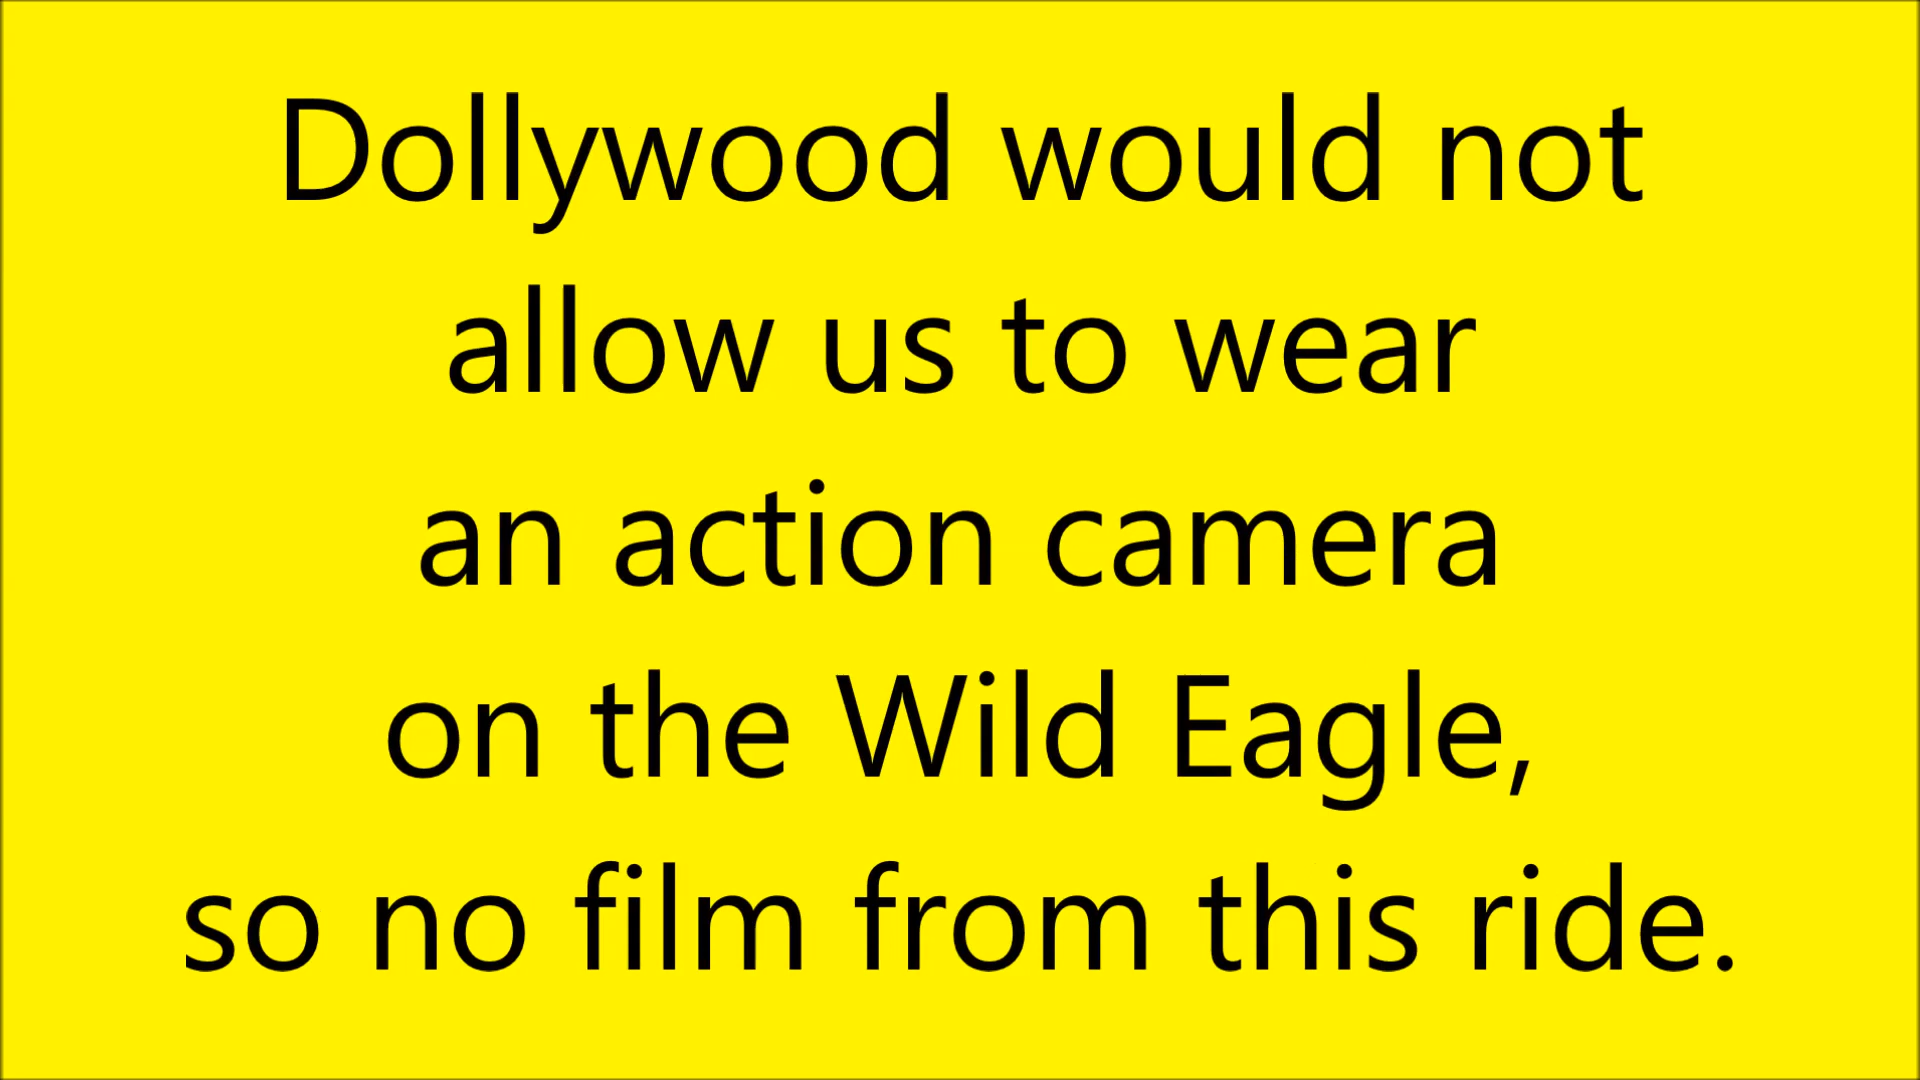 Dollywood would not
allow us to wear
an action camera
on the Wild Eagle,
so no film from this ride.